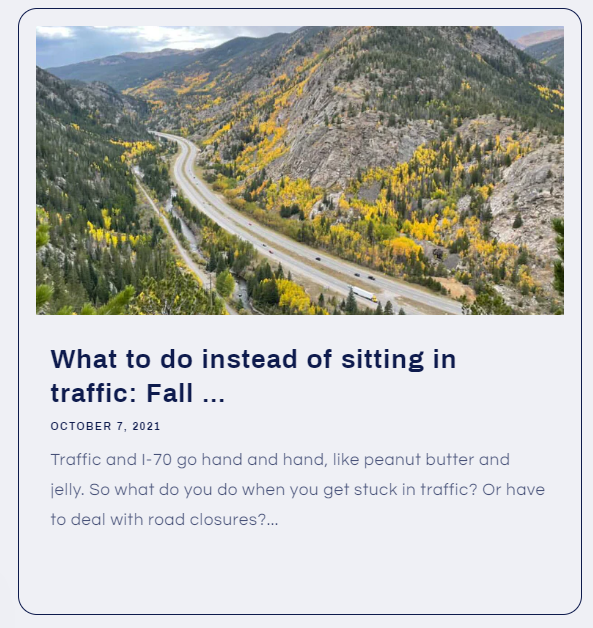 What to do instead of sitting in
traffic: Fall ...
OCTOBER 7, 2021
Traffic and I-70 go hand and hand, like peanut butter and
jelly. So what do you do when you get stuck in traffic? Or have
to deal with road closures?...